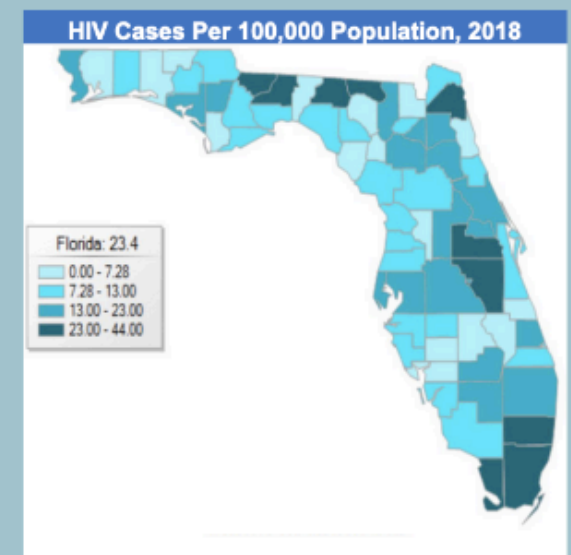 HIV Cases Per 100,000 Population, 2018
Florida: 23.4
0.00 - 7.28
7.28 - 13.00
13.00 - 23.00
23.00 - 44.00